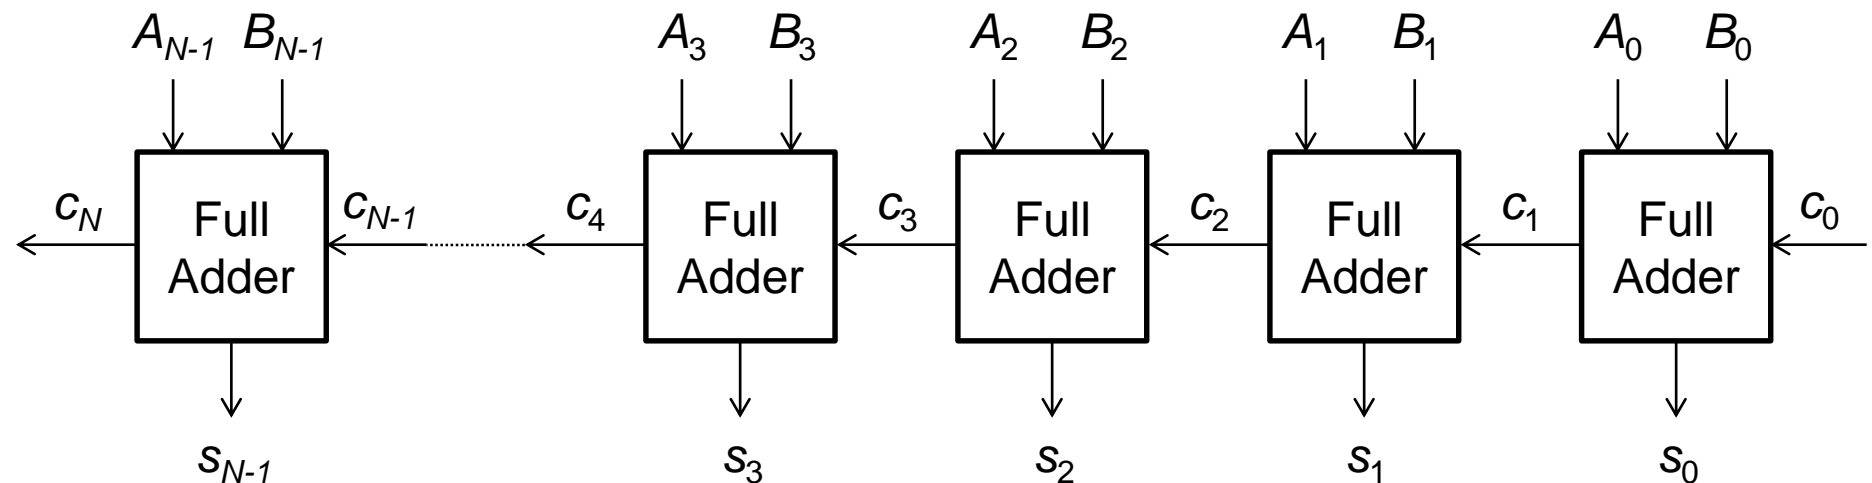 A_{N-1} B_{N-1} A_3 B_3 A_2 B_2 A_1 B_1 A_0 B_0
c_N Full Adder c_{N-1} c_4 Full Adder c_3 Full Adder c_2 Full Adder c_1 Full Adder c_0
s_{N-1} s_3 s_2 s_1 s_0